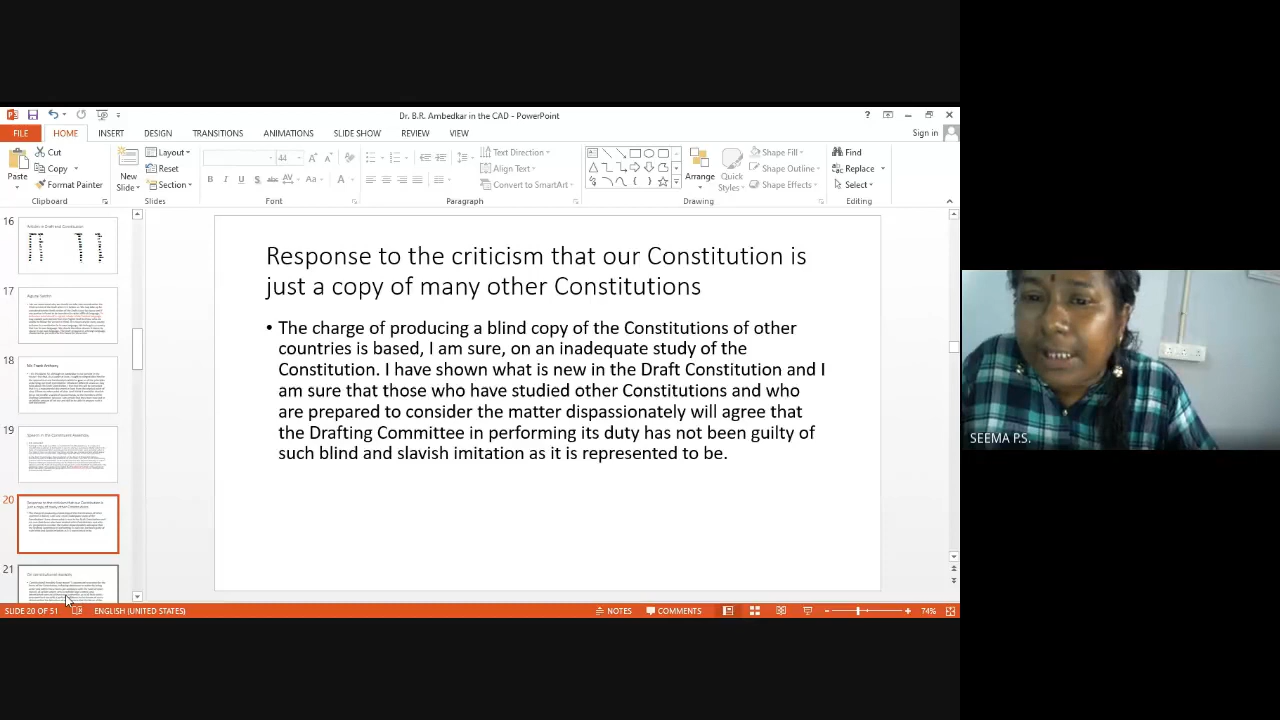 Dr. B.R. Ambedkar in the CAD - PowerPoint
FILE HOME INSERT DESIGN TRANSITIONS ANIMATIONS SLIDE SHOW REVIEW VIEW Sign in
Paste
Cut
Copy
Format Painter
Clipboard
New
Slide
Layout
Reset
Section
Slides
44
Font
Text Direction
Align Text
Convert to SmartArt
Paragraph
Arrange
Quick
Styles
Shape Fill
Shape Outline
Shape Effects
Drawing
Find
Replace
Select
Editing
16
17
18
19
20
21
Response to the criticism that our Constitution is
just a copy of many other Constitutions
• The charge of producing a blind copy of the Constitutions of other
countries is based, I am sure, on an inadequate study of the
Constitution. I have shown what is new in the Draft Constitution and I
am sure that those who have studied other Constitutions and who
are prepared to consider the matter dispassionately will agree that
the Drafting Committee in performing its duty has not been guilty of
such blind and slavish imitation as it is represented to be.
SEEMA P.S.
SLIDE 20 OF 51 ENGLISH (UNITED STATES) NOTES COMMENTS 74%